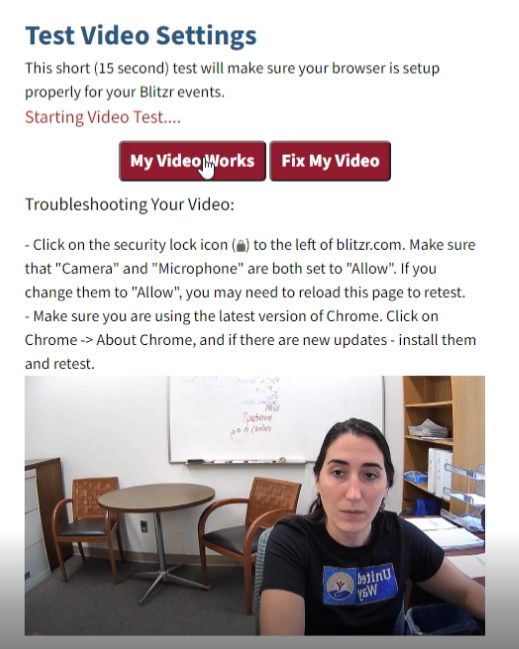 Test Video Settings
This short (15 second) test will make sure your browser is setup
properly for your Blitzr events.
Starting Video Test....
My Video Works Fix My Video
Troubleshooting Your Video:
- Click on the security lock icon (🔒) to the left of blitzr.com. Make sure
that "Camera" and "Microphone" are both set to "Allow". If you
change them to "Allow", you may need to reload this page to retest.
- Make sure you are using the latest version of Chrome. Click on
Chrome -> About Chrome, and if there are new updates - install them
and retest.
United
Way